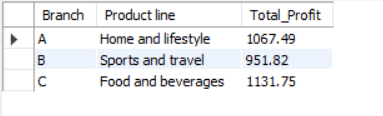 Branch Product line Total_Profit
A Home and lifestyle 1067.49
B Sports and travel 951.82
C Food and beverages 1131.75